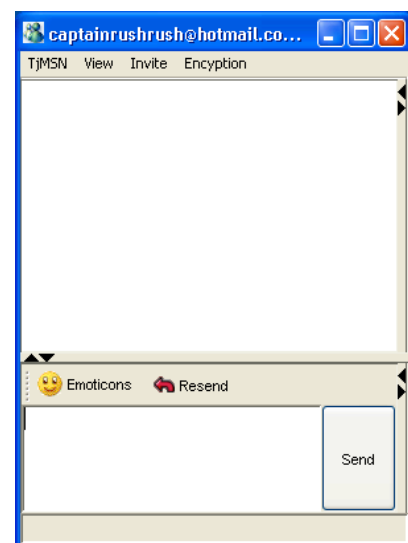 captainrushrush@hotmail.co...
TjMSN View Invite Encyption
Emoticons Resend
Send